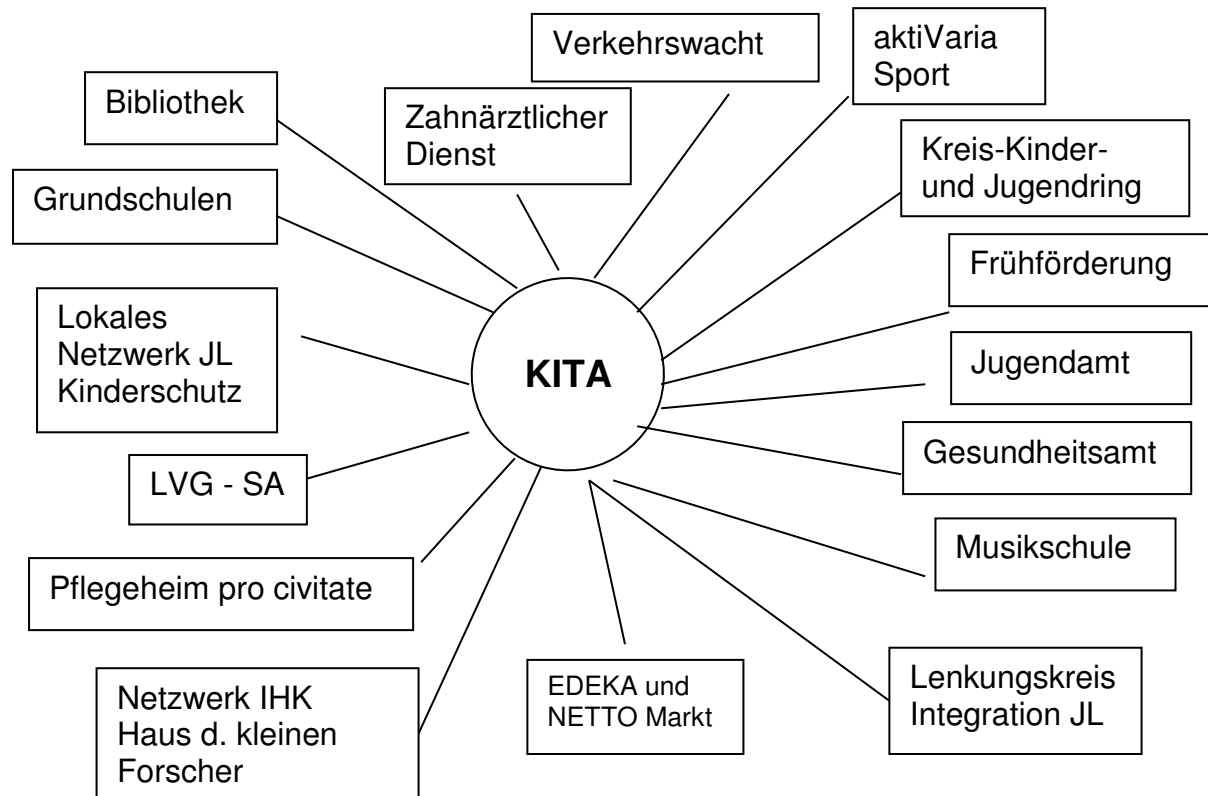 Verkehrswacht
aktiVaria
Sport
Bibliothek
Zahnärztlicher
Dienst
Kreis-Kinder-
und Jugendring
Grundschulen
Frühförderung
Lokales
Netzwerk JL
Kinderschutz
KITA
Jugendamt
LVG - SA
Gesundheitsamt
Musikschule
Pflegeheim pro civitate
Netzwerk IHK
Haus d. kleinen
Forscher
EDEKA und
NETTO Markt
Lenkungskreis
Integration JL